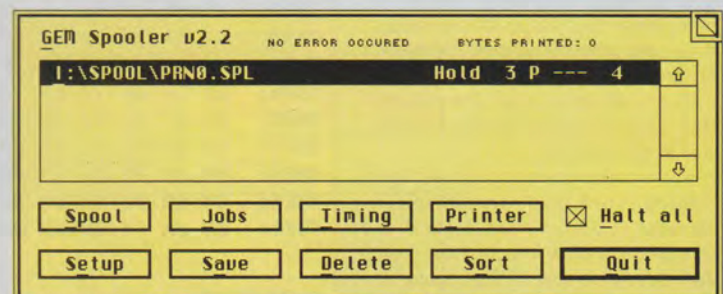 GEM Spooler v2.2 NO ERROR OCCURED BYTES PRINTED: 0
I:\SPOOL\PRN0.SPL Hold 3 P --- 4
Spool Jobs Timing Printer Halt all
Setup Save Delete Sort Quit